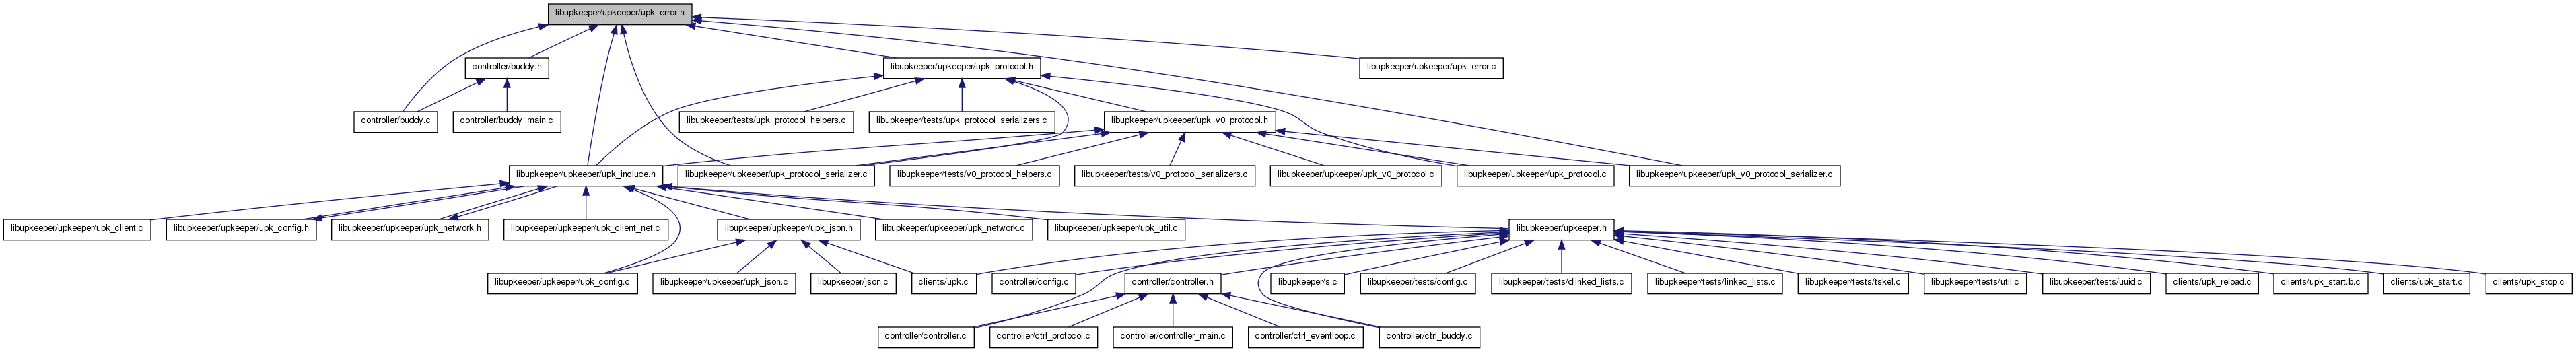 libupkeeper/upkeeper/upk_error.h
controller/buddy.h
libupkeeper/upkeeper/upk_protocol.h
libupkeeper/upkeeper/upk_error.c
controller/buddy.c
controller/buddy_main.c
libupkeeper/tests/upk_protocol_helpers.c
libupkeeper/tests/upk_protocol_serializers.c
libupkeeper/upkeeper/upk_v0_protocol.h
libupkeeper/upkeeper/upk_include.h
libupkeeper/upkeeper/upk_protocol_serializer.c
libupkeeper/tests/v0_protocol_helpers.c
libupkeeper/tests/v0_protocol_serializers.c
libupkeeper/upkeeper/upk_v0_protocol.c
libupkeeper/upkeeper/upk_protocol.c
libupkeeper/upkeeper/upk_v0_protocol_serializer.c
libupkeeper/upkeeper/upk_client.c
libupkeeper/upkeeper/upk_config.h
libupkeeper/upkeeper/upk_network.h
libupkeeper/upkeeper/upk_client_net.c
libupkeeper/upkeeper/upk_json.h
libupkeeper/upkeeper/upk_network.c
libupkeeper/upkeeper/upk_util.c
libupkeeper/upkeeper.h
libupkeeper/upkeeper/upk_config.c
libupkeeper/upkeeper/upk_json.c
libupkeeper/json.c
clients/upk.c
controller/config.c
controller/controller.h
libupkeeper/s.c
libupkeeper/tests/config.c
libupkeeper/tests/dlinked_lists.c
libupkeeper/tests/linked_lists.c
libupkeeper/tests/tskel.c
libupkeeper/tests/util.c
libupkeeper/tests/uuid.c
clients/upk_reload.c
clients/upk_start.b.c
clients/upk_start.c
clients/upk_stop.c
controller/controller.c
controller/ctrl_protocol.c
controller/controller_main.c
controller/ctrl_eventloop.c
controller/ctrl_buddy.c